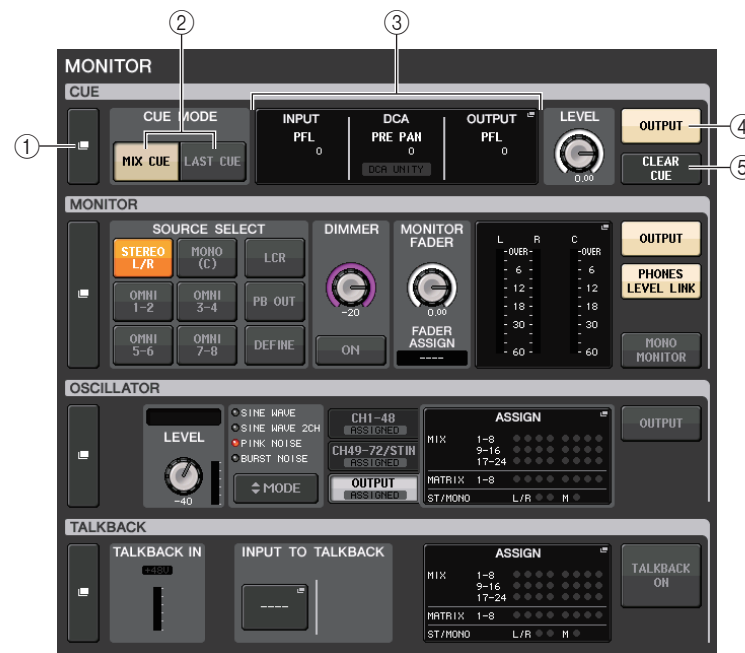 ② ③
MONITOR
CUE
CUE MODE
INPUT DCA OUTPUT LEVEL
PFL PRE PAN PFL
0 0 0
OUTPUT ④
① MIX CUE LAST CUE
DCA UNITY
0.00
CLEAR CUE ⑤
MONITOR
SOURCE SELECT DIMMER MONITOR FADER
STEREO L/R MONO (C) LCR
OMNI 1-2 OMNI 3-4 PB OUT
OMNI 5-6 OMNI 7-8 DEFINE
-20
ON
0.00
FADER ASSIGN
----
L R C
-OVER- -OVER
- 6 - - 6
- 12 - - 12
- 18 - - 18
- 30 - - 30
- 60 - - 60
OUTPUT
PHONES LEVEL LINK
MONO MONITOR
OSCILLATOR
LEVEL
-40
SINE WAVE
SINE WAVE 2CH
PINK NOISE
BURST NOISE
MODE
CH1-48
ASSIGNED
CH49-72/STIN
ASSIGNED
OUTPUT
ASSIGNED
ASSIGN
MIX 1-8
9-16
17-24
MATRIX 1-8
ST/MONO L/R M
OUTPUT
TALKBACK
TALKBACK IN
+48V
INPUT TO TALKBACK
----
ASSIGN
MIX 1-8
9-16
17-24
MATRIX 1-8
ST/MONO L/R M
TALKBACK ON